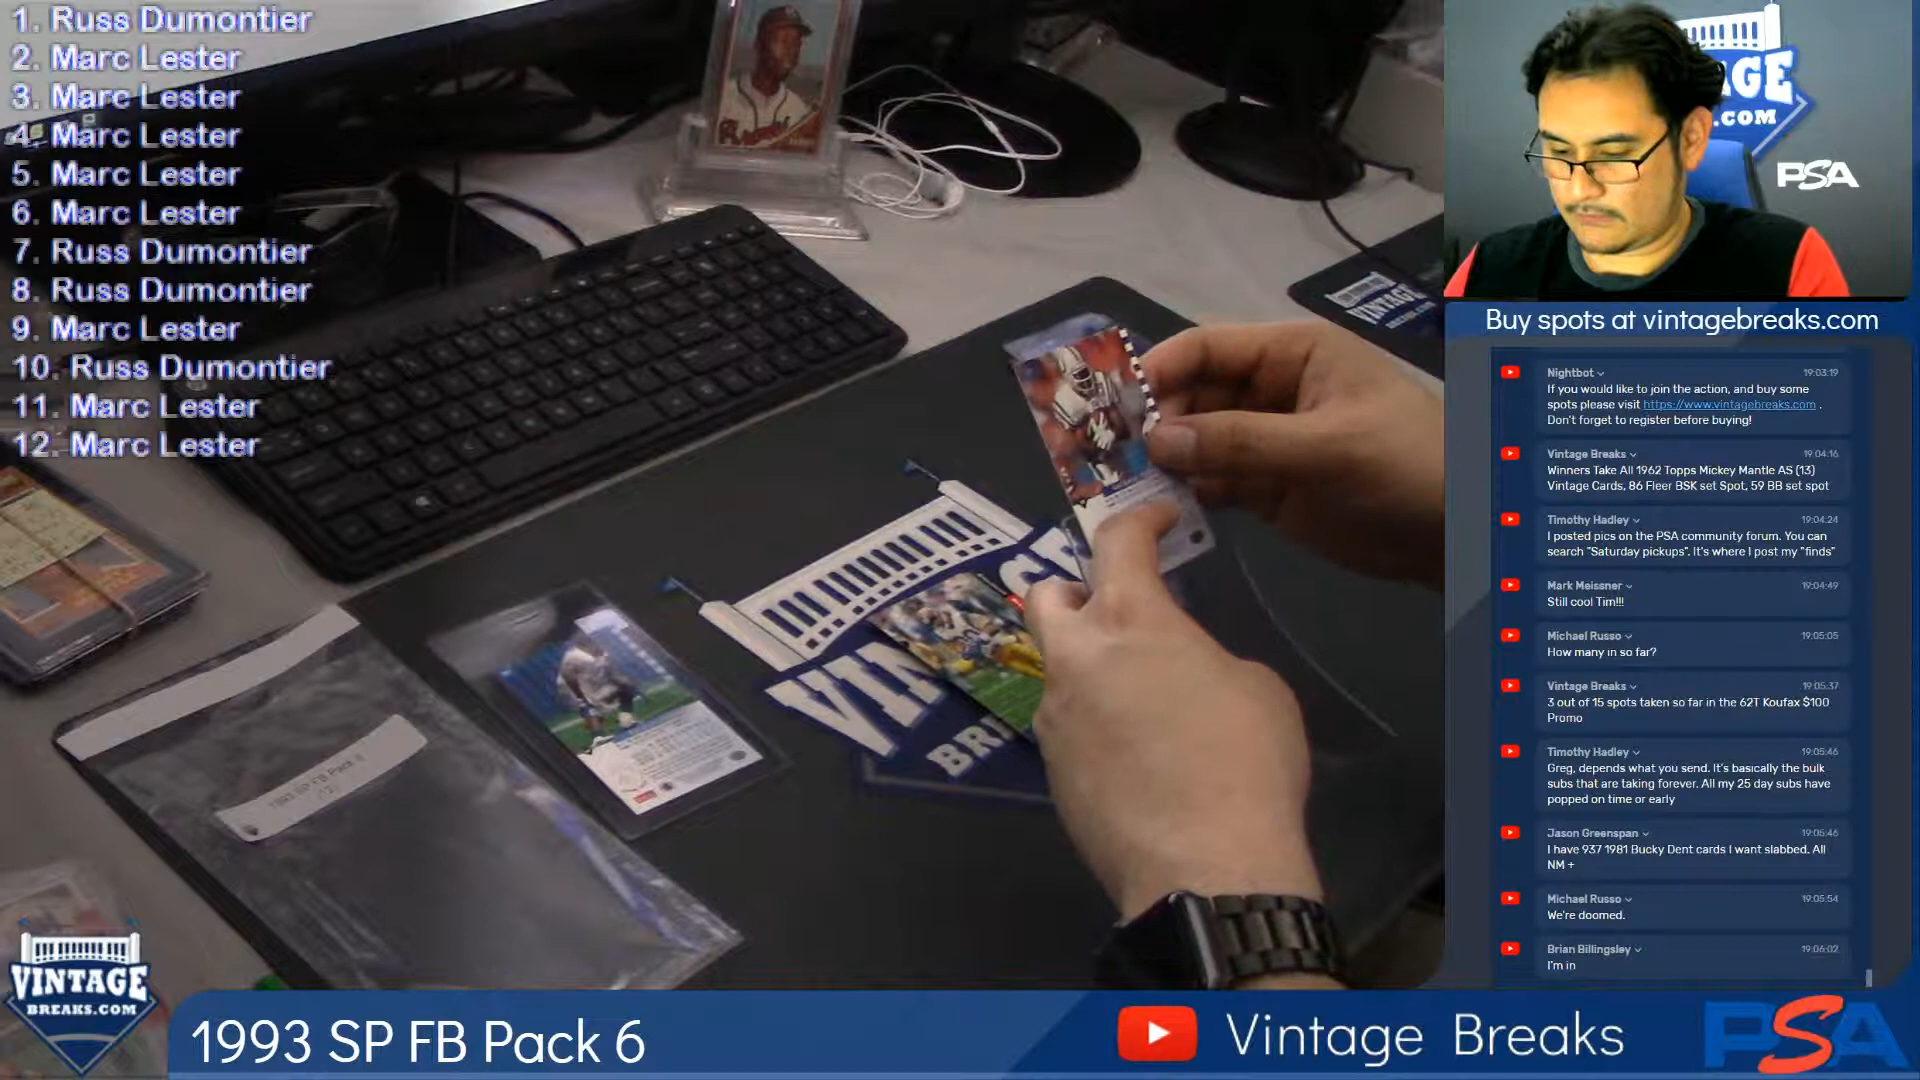 1. Russ Dumontier
2. Marc Lester
3. Marc Lester
4. Marc Lester
5. Marc Lester
6. Marc Lester
7. Russ Dumontier
8. Russ Dumontier
9. Marc Lester
10. Russ Dumontier
11. Marc Lester
12. Marc Lester
PSA
Buy spots at vintagebreaks.com
Nightbot 19:03:19
If you would like to join the action, and buy some
spots please visit https://www.vintagebreaks.com .
Don't forget to register before buying!
Vintage Breaks 19:04:16
Winners Take All 1962 Topps Mickey Mantle AS (13)
Vintage Cards, 86 Fleer BSK set Spot, 59 BB set spot
Timothy Hadley 19:04:24
I posted pics on the PSA community forum. You can
search "Saturday pickups". It's where I post my "finds"
Mark Meissner 19:04:49
Still cool Tim!!!
Michael Russo 19:05:05
How many in so far?
Vintage Breaks 19:05:37
3 out of 15 spots taken so far in the 62T Koufax $100
Promo
Timothy Hadley 19:05:46
Greg, depends what you send. It's basically the bulk
subs that are taking forever. All my 25 day subs have
popped on time or early
Jason Greenspan 19:05:46
I have 937 1981 Bucky Dent cards I want slabbed. All
NM +
Michael Russo 19:05:54
We're doomed.
Brian Billingsley 19:06:02
I'm in
1993 SP FB Pack 6
VINTAGE
BREAKS.COM
1993 SP FB Pack 6
Vintage Breaks
PSA